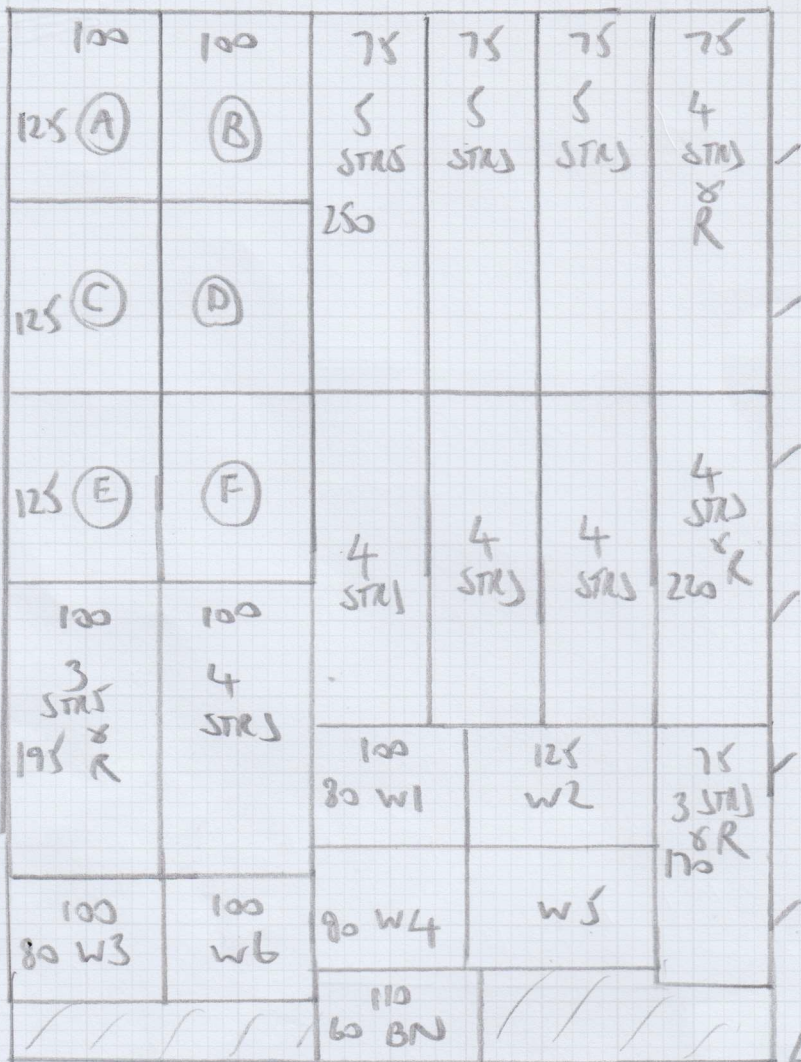 100 100 75 75 75 75
125 A B 5 5 5 4
STRS STRS STRS STRS
250 & R
125 C D
125 E F 4 4 4 4
STRS STRS STRS STRS
& R
220
100 100
3 4
STRS STRS
& R
195
100 125 75
80 W1 W2 3 STRS
& R
170
80 W4 W5
100 100
80 W3 W6
110
60 BN